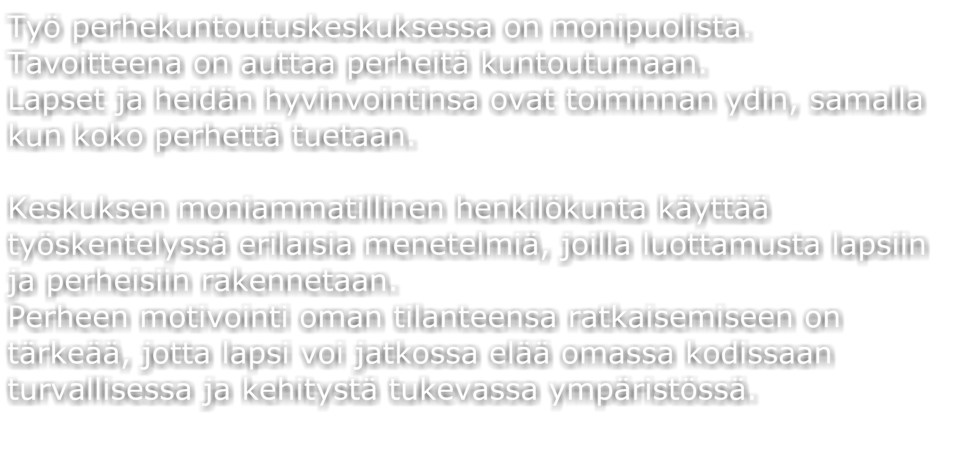 Työ perhekuntoutuskeskuksessa on monipuolista.
Tavoitteena on auttaa perheitä kuntoutumaan.
Lapset ja heidän hyvinvointinsa ovat toiminnan ydin, samalla
kun koko perhettä tuetaan.
Keskuksen moniammatillinen henkilökunta käyttää
työskentelyssä erilaisia menetelmiä, joilla luottamusta lapsiin
ja perheisiin rakennetaan.
Perheen motivointi oman tilanteensa ratkaisemiseen on
tärkeää, jotta lapsi voi jatkossa elää omassa kodissaan
turvallisessa ja kehitystä tukevassa ympäristössä.